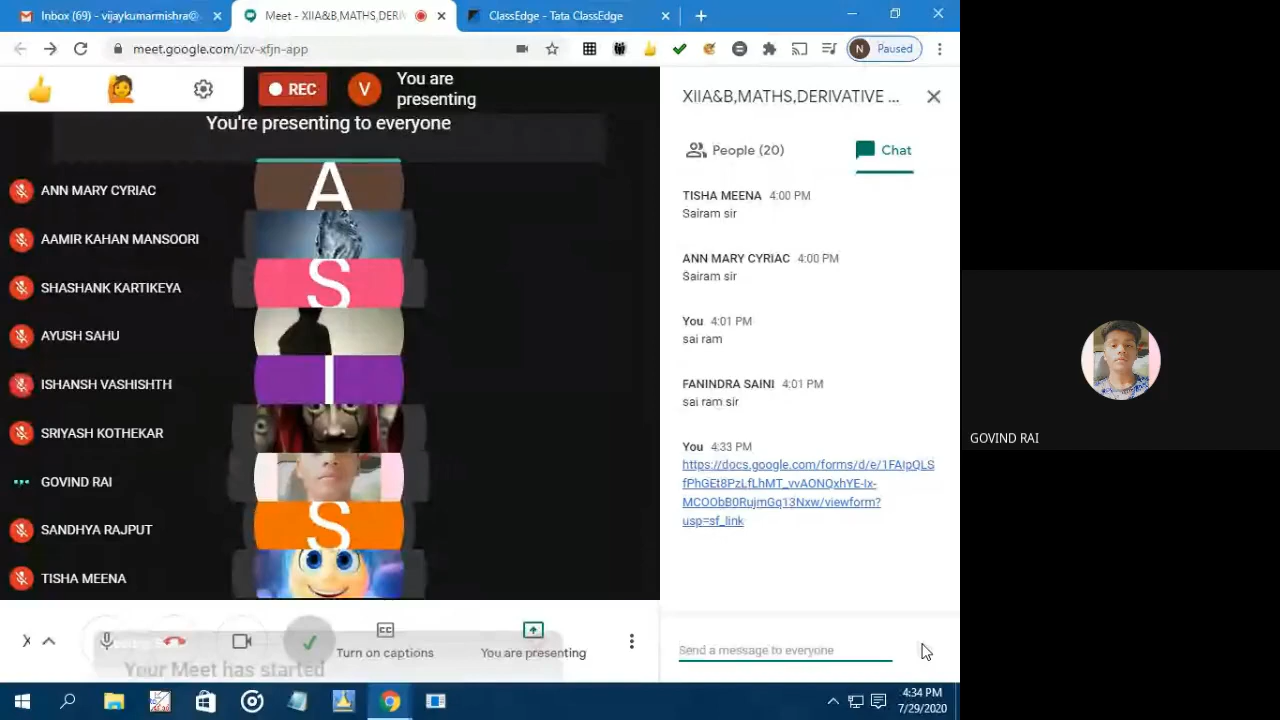 Inbox (69) - vijaykumarmishra@
Meet - XIIA&B,MATHS,DERIV
ClassEdge - Tata ClassEdge
meet.google.com/izv-xfjn-app
N
Paused
REC
V
You are
presenting
You're presenting to everyone
XIIA&B,MATHS,DERIVATIVE ...
People (20)
Chat
ANN MARY CYRIAC
A
AAMIR KAHAN MANSOORI
SHASHANK KARTIKEYA
S
AYUSH SAHU
ISHANSH VASHISHTH
I
SRIYASH KOTHEKAR
GOVIND RAI
SANDHYA RAJPUT
S
TISHA MEENA
TISHA MEENA 4:00 PM
Sairam sir
ANN MARY CYRIAC 4:00 PM
Sairam sir
You 4:01 PM
sai ram
FANINDRA SAINI 4:01 PM
sai ram sir
You 4:33 PM
https://docs.google.com/forms/d/e/1FAIpQLS
fPhGEt8PzLfLhMT_vvAONQxhYE-Ix-
MCOObB0RujmGq13Nxw/viewform?
usp=sf_link
Send a message to everyone
CC
Turn on captions
You are presenting
Your Meet has started
GOVIND RAI
4:34 PM
7/29/2020